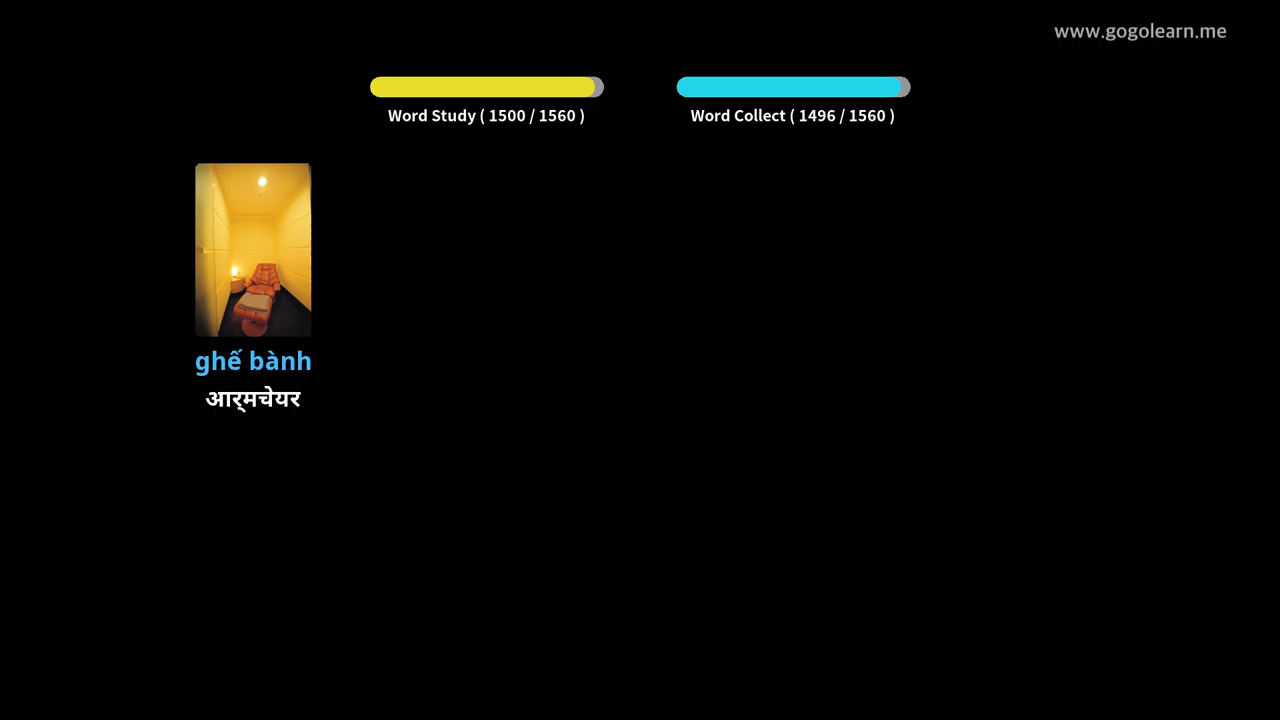 www.gogolearn.me
Word Study ( 1500 / 1560 )
Word Collect ( 1496 / 1560 )
ghế bành
आर्मचेयर